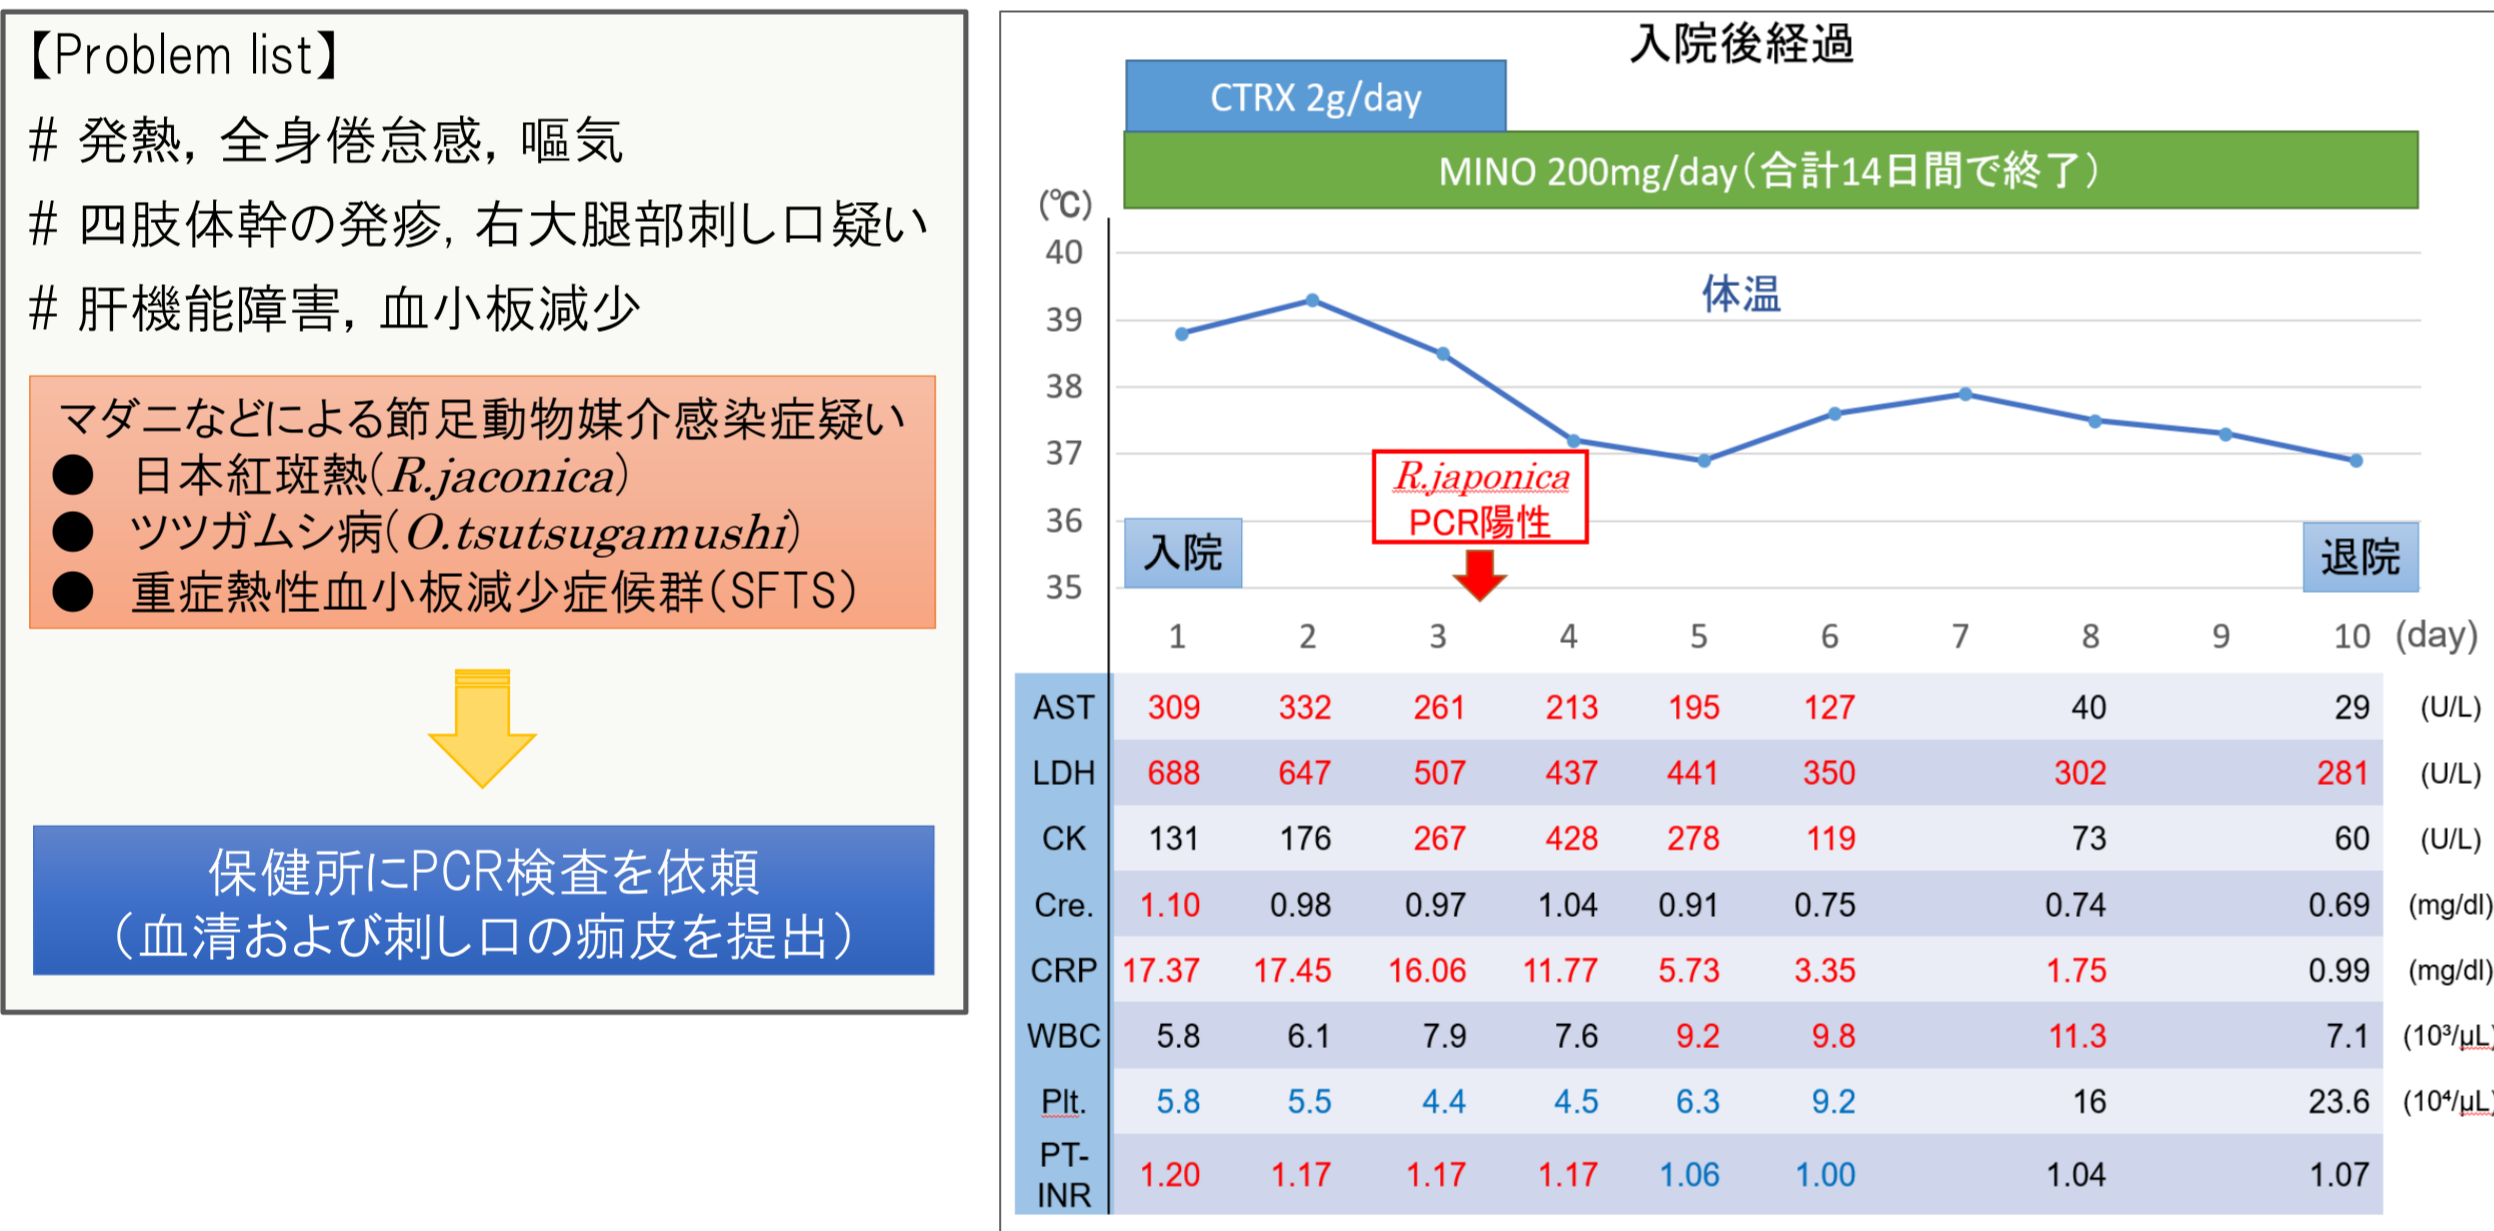 【Problem list】
# 発熱, 全身倦怠感, 嘔気
# 四肢体幹の発疹, 右大腿部刺し口疑い
# 肝機能障害, 血小板減少
マダニなどによる節足動物媒介感染症疑い
● 日本紅斑熱(R.jaconica)
● ツツガムシ病(O.tsutsugamushi)
● 重症熱性血小板減少症候群(SFTS)
保健所にPCR検査を依頼
(血清および刺し口の痂皮を提出)
入院後経過
CTRX 2g/day
MINO 200mg/day(合計14日間で終了)
(℃)
40
39
38
37
36
35
体温
R.japonica
PCR陽性
入院
退院
1 2 3 4 5 6 7 8 9 10 (day)
AST 309 332 261 213 195 127 40 29 (U/L)
LDH 688 647 507 437 441 350 302 281 (U/L)
CK 131 176 267 428 278 119 73 60 (U/L)
Cre. 1.10 0.98 0.97 1.04 0.91 0.75 0.74 0.69 (mg/dl)
CRP 17.37 17.45 16.06 11.77 5.73 3.35 1.75 0.99 (mg/dl)
WBC 5.8 6.1 7.9 7.6 9.2 9.8 11.3 7.1 (10³/μL)
Plt. 5.8 5.5 4.4 4.5 6.3 9.2 16 23.6 (10⁴/μL)
PT-
INR 1.20 1.17 1.17 1.17 1.06 1.00 1.04 1.07